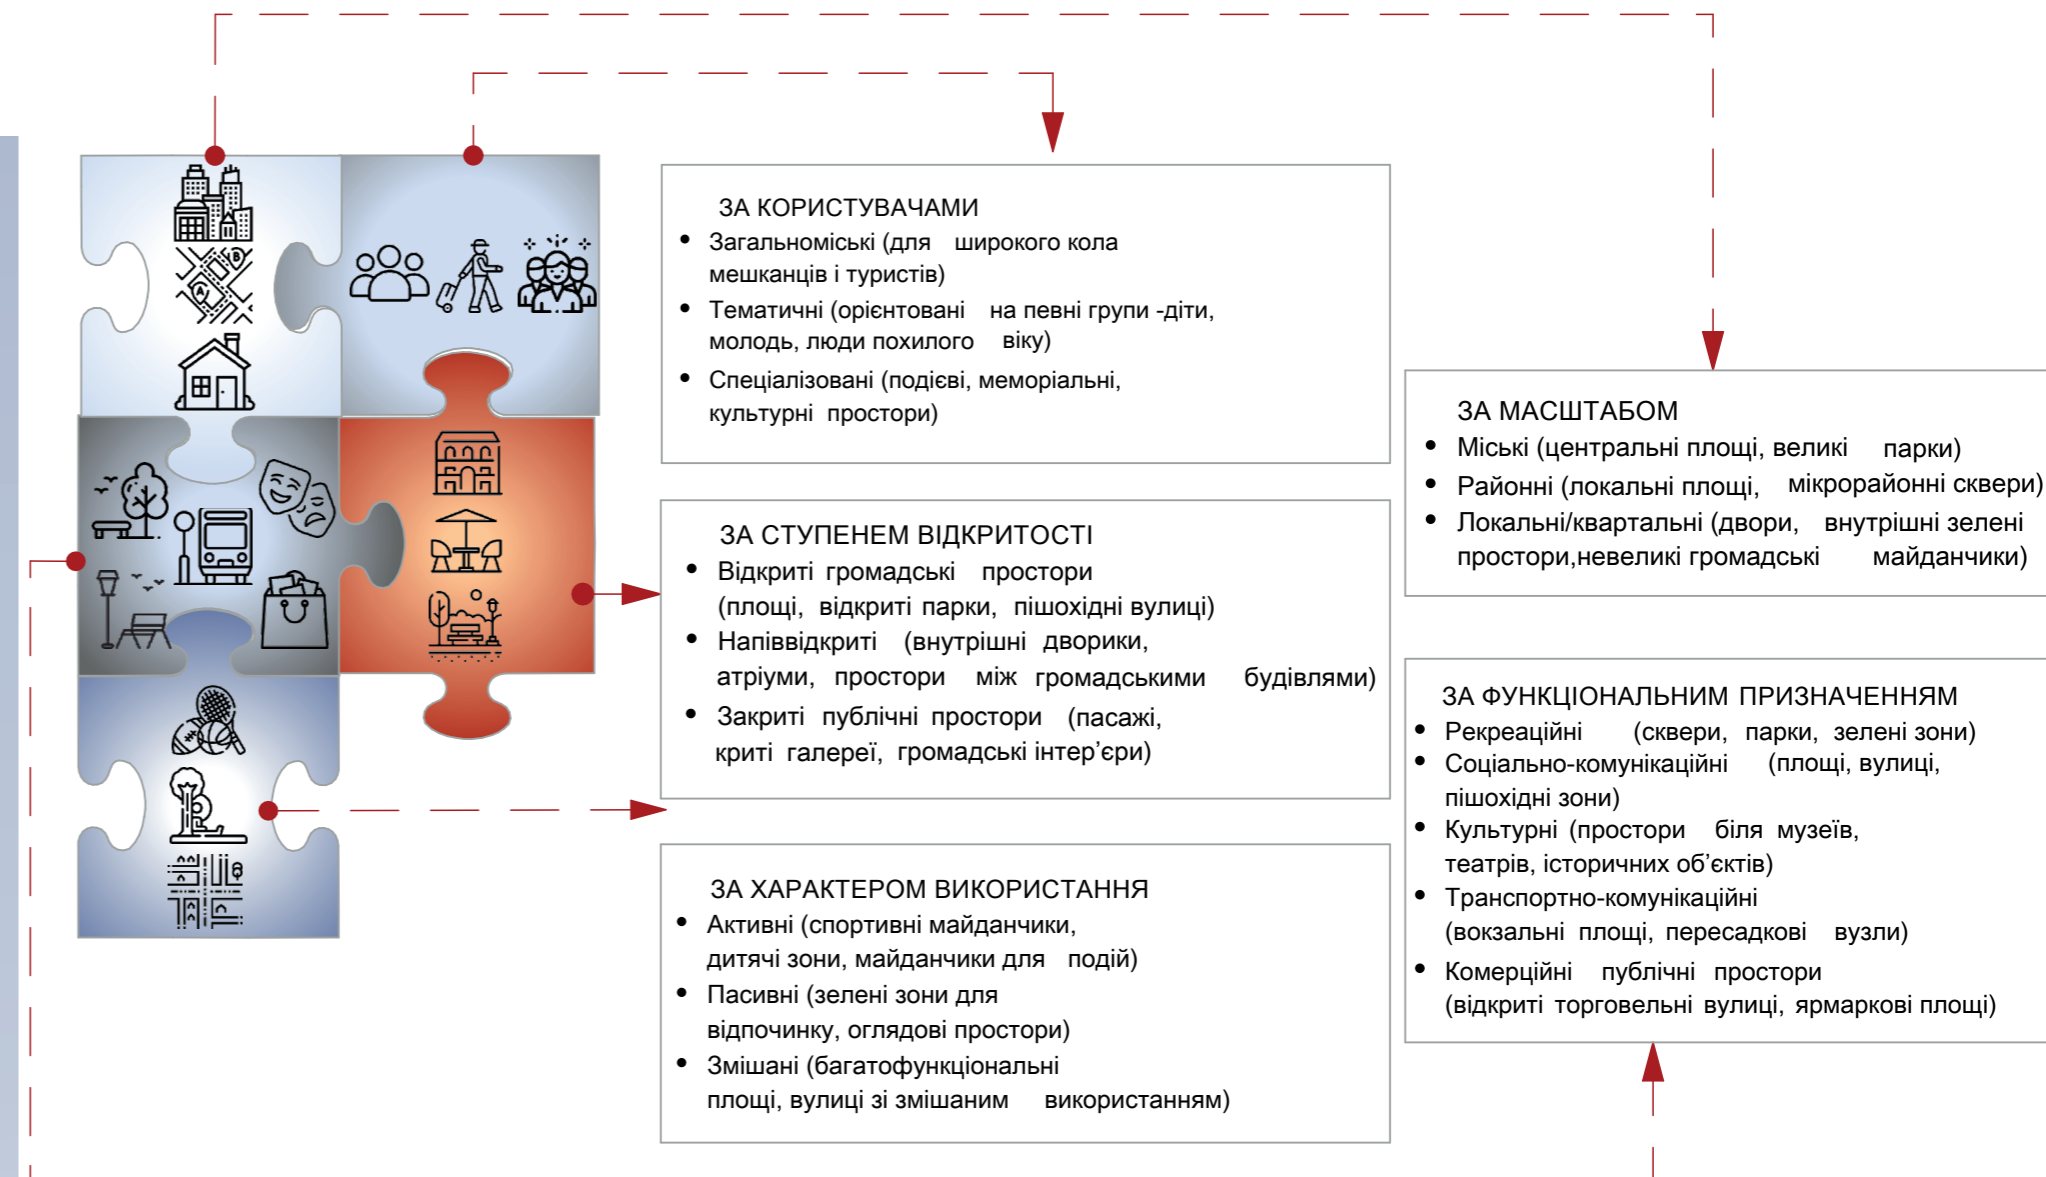 ЗА КОРИСТУВАЧАМИ
• Загальноміські (для широкого кола
мешканців і туристів)
• Тематичні (орієнтовані на певні групи -діти,
молодь, люди похилого віку)
• Спеціалізовані (подієві, меморіальні,
культурні простори)
ЗА СТУПЕНЕМ ВІДКРИТОСТІ
• Відкриті громадські простори
(площі, відкриті парки, пішохідні вулиці)
• Напіввідкриті (внутрішні дворики,
атріуми, простори між громадськими будівлями)
• Закриті публічні простори (пасажі,
криті галереї, громадські інтер’єри)
ЗА ХАРАКТЕРОМ ВИКОРИСТАННЯ
• Активні (спортивні майданчики,
дитячі зони, майданчики для подій)
• Пасивні (зелені зони для
відпочинку, оглядові простори)
• Змішані (багатофункціональні
площі, вулиці зі змішаним використанням)
ЗА МАСШТАБОМ
• Міські (центральні площі, великі парки)
• Районні (локальні площі, мікрорайонні сквери)
• Локальні/квартальні (двори, внутрішні зелені
простори,невеликі громадські майданчики)
ЗА ФУНКЦІОНАЛЬНИМ ПРИЗНАЧЕННЯМ
• Рекреаційні (сквери, парки, зелені зони)
• Соціально-комунікаційні (площі, вулиці,
пішохідні зони)
• Культурні (простори біля музеїв,
театрів, історичних об’єктів)
• Транспортно-комунікаційні
(вокзальні площі, пересадкові вузли)
• Комерційні публічні простори
(відкриті торговельні вулиці, ярмаркові площі)
B
A